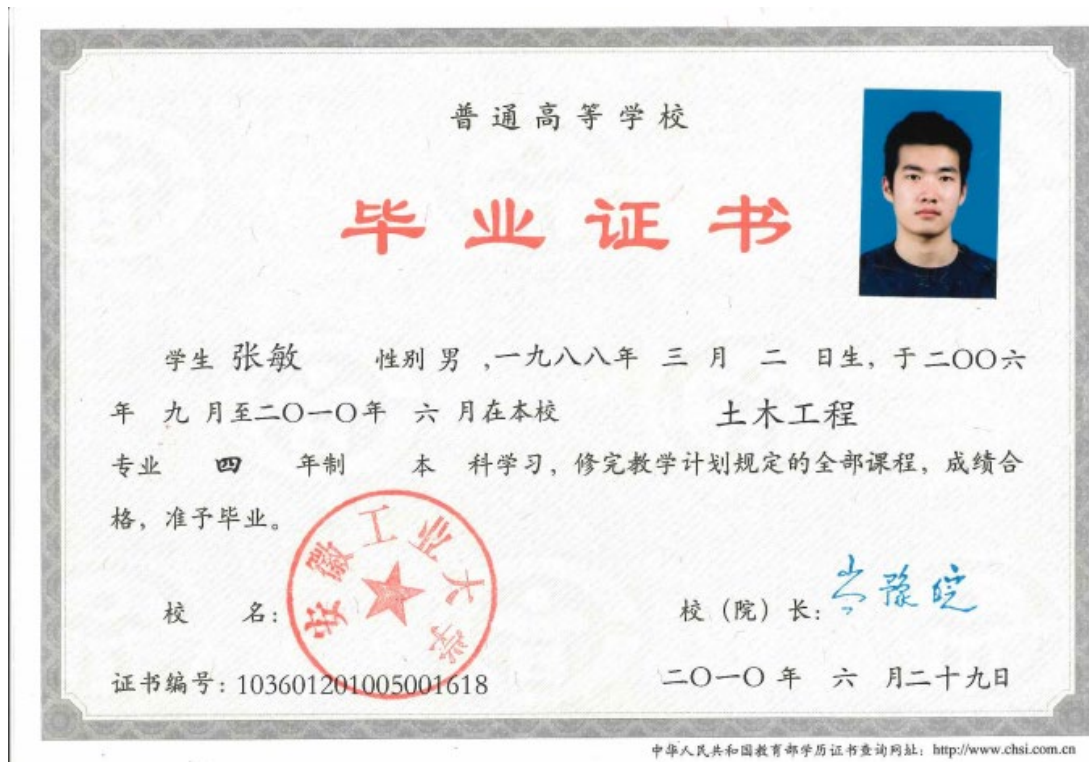 普通高等学校
毕业证书
学生 张敏 性别 男 ,一九八八年 三 月 二 日生, 于二〇〇六
年 九 月至二〇一〇年 六 月在本校 土木工程
专业 四 年制 本 科学习, 修完教学计划规定的全部课程, 成绩合
格, 准予毕业。
安徽工业大学
校 名:
校(院)长:
证书编号: 103601201005001618
二〇一〇年 六 月二十九日
中华人民共和国教育部学历证书查询网址: http://www.chsi.com.cn